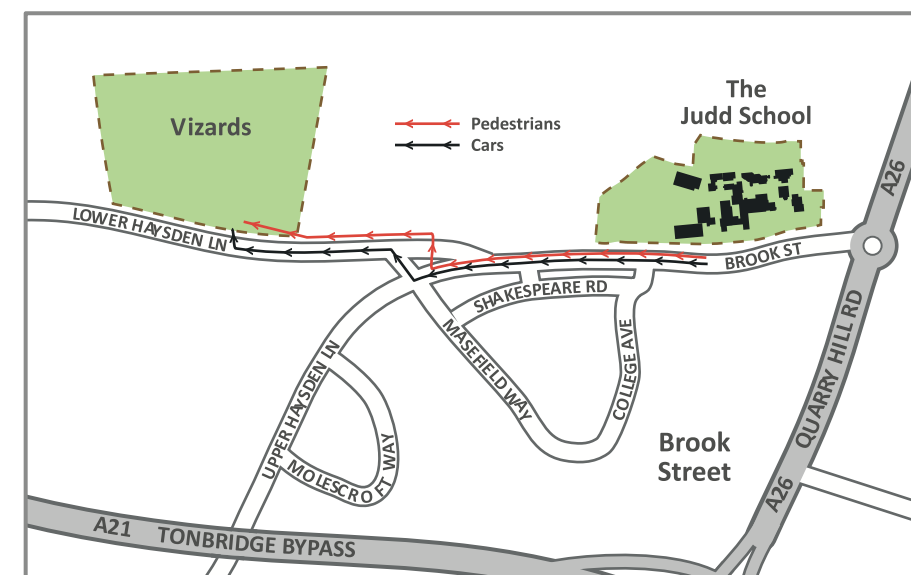 The
Judd School
Vizards
Pedestrians
Cars
A26
LOWER HAYSDEN LN
BROOK ST
SHAKESPEARE RD
MASEFIELD WAY
COLLEGE AVE
QUARRY HILL RD
UPPER HAYSDEN LN
MOLESCROFT WAY
Brook
Street
A26
A21 TONBRIDGE BYPASS